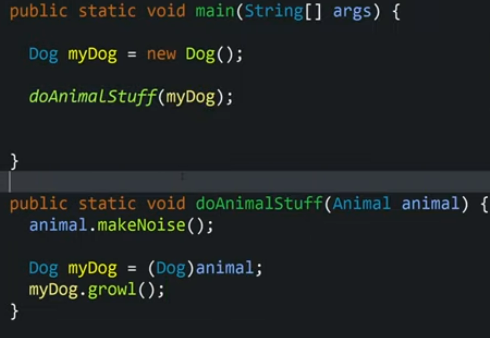 public static void main(String[] args) {
Dog myDog = new Dog();
doAnimalStuff(myDog);
}
public static void doAnimalStuff(Animal animal) {
animal.makeNoise();
Dog myDog = (Dog)animal;
myDog.growl();
}